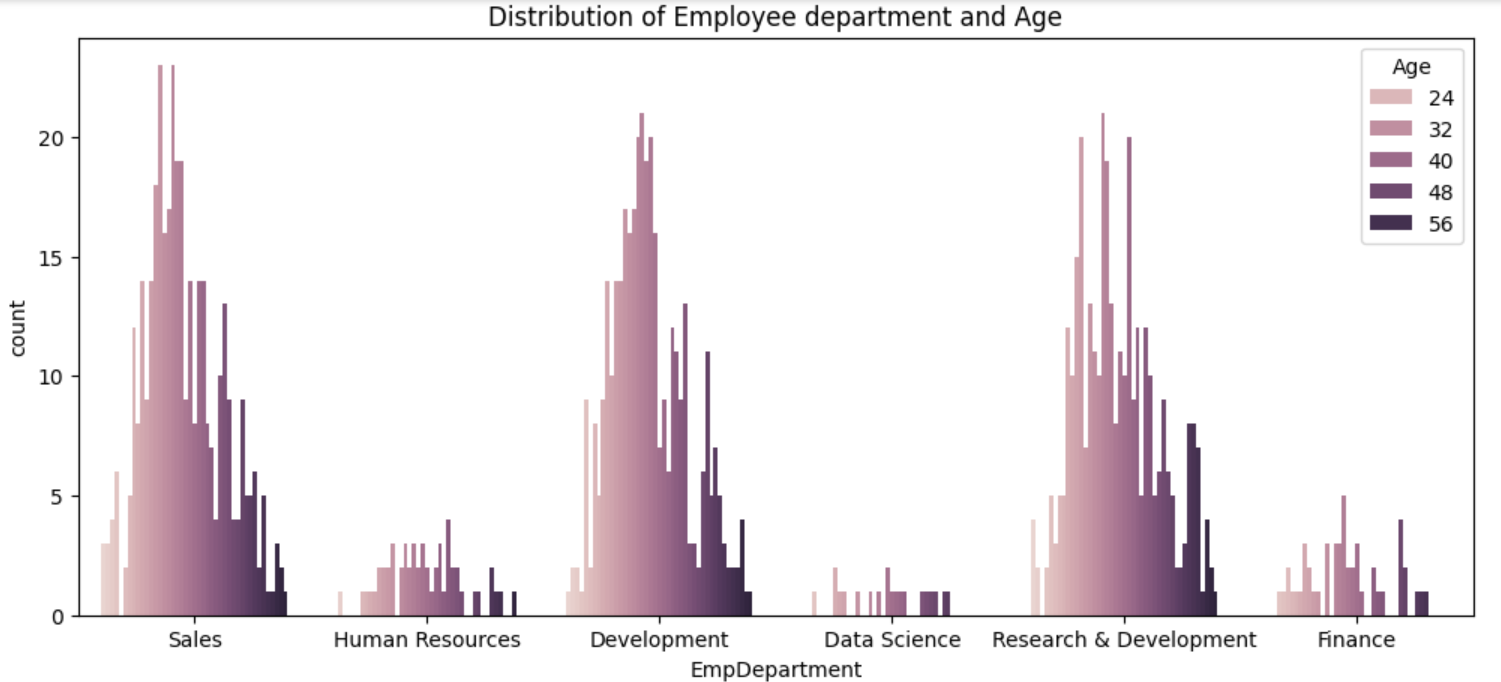 Distribution of Employee department and Age
Age
24
32
40
48
56
count
20
15
10
5
0
Sales
Human Resources
Development
Data Science
Research & Development
Finance
EmpDepartment